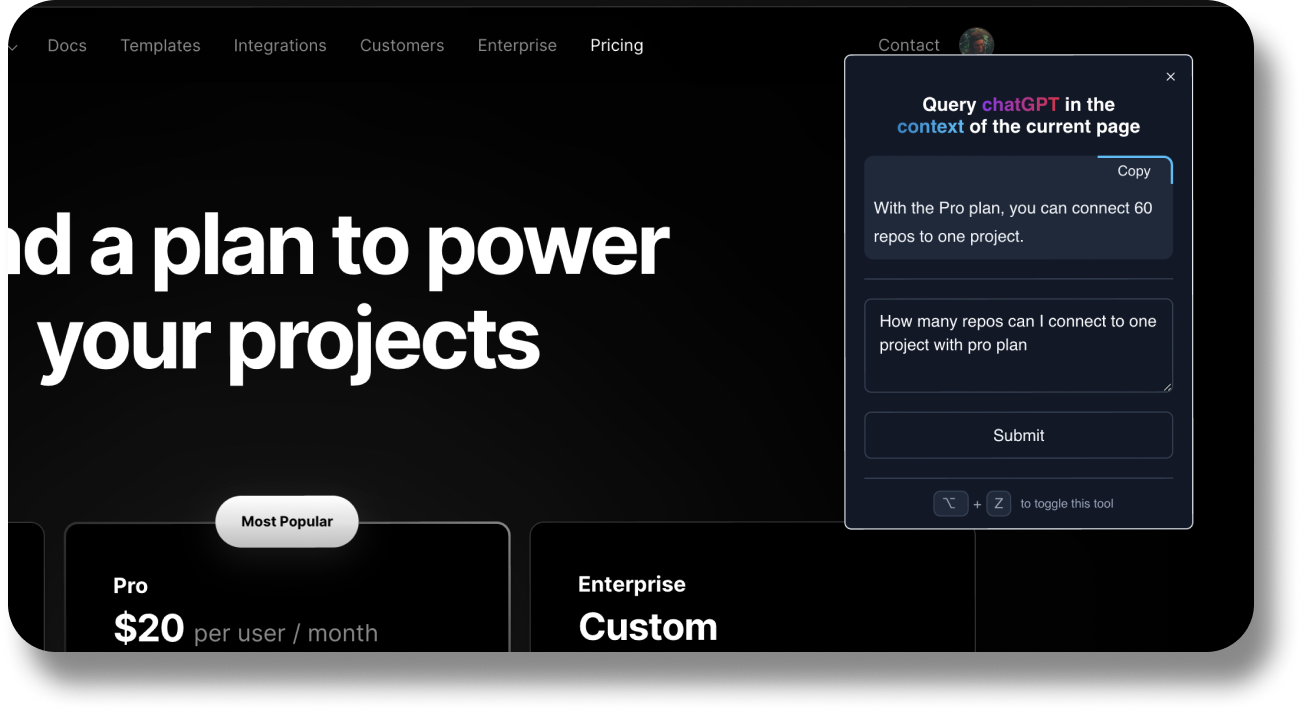 Docs Templates Integrations Customers Enterprise Pricing Contact
nd a plan to power
your projects
Most Popular
Pro
$20 per user / month
Enterprise
Custom
×
Query chatGPT in the
context of the current page
Copy
With the Pro plan, you can connect 60
repos to one project.
How many repos can I connect to one
project with pro plan
Submit
⌥ + Z to toggle this tool